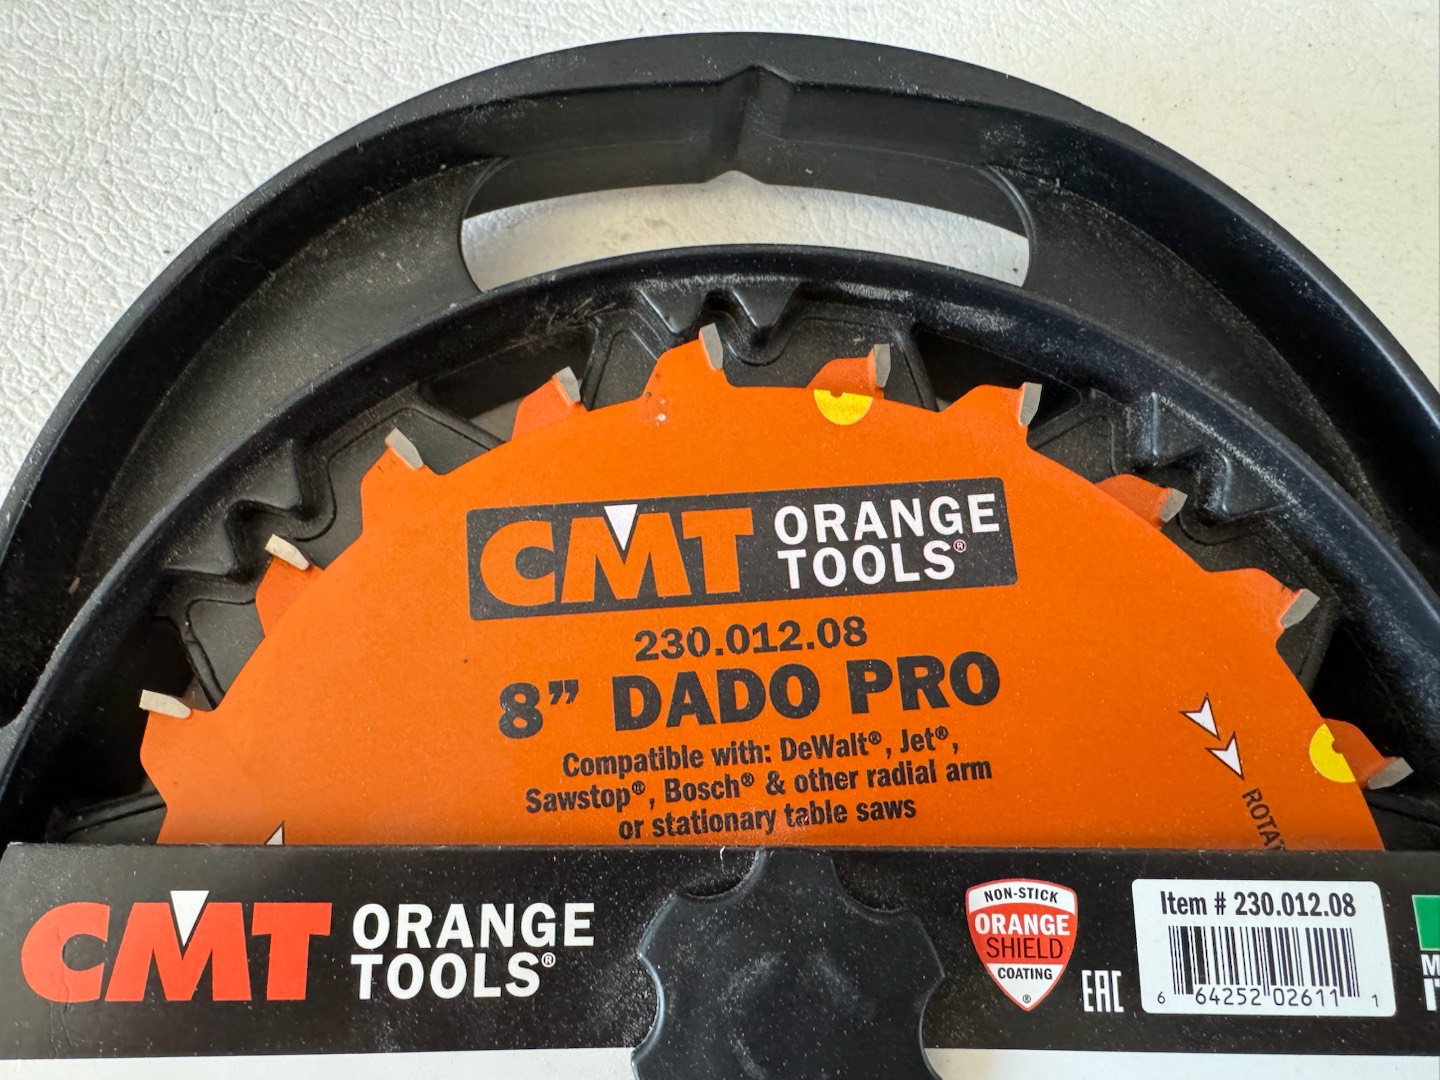 CMT ORANGE
TOOLS®
230.012.08
8” DADO PRO
Compatible with: DeWalt®, Jet®,
Sawstop®, Bosch® & other radial arm
or stationary table saws
CMT ORANGE
TOOLS®
NON-STICK
ORANGE
SHIELD
COATING
®
EAC
Item # 230.012.08
6 64252 02611 1